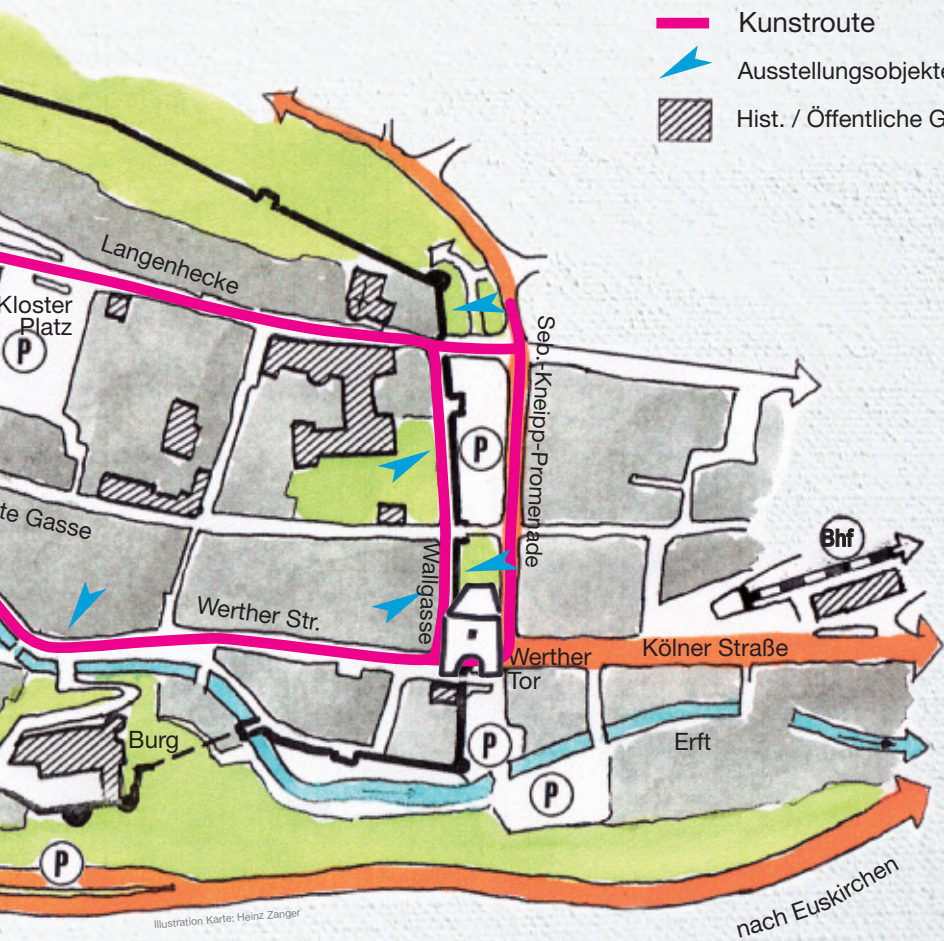 Kunstroute
Ausstellungsobjekte
Hist. / Öffentliche G
Langenhecke
Kloster
Platz
P
Seb.-Kneipp-Promenade
P
te Gasse
Wallgasse
Bhf
Werther Str.
Werther
Tor
Kölner Straße
Burg
Erft
P
P
P
nach Euskirchen
Illustration Karte: Heinz Zanger